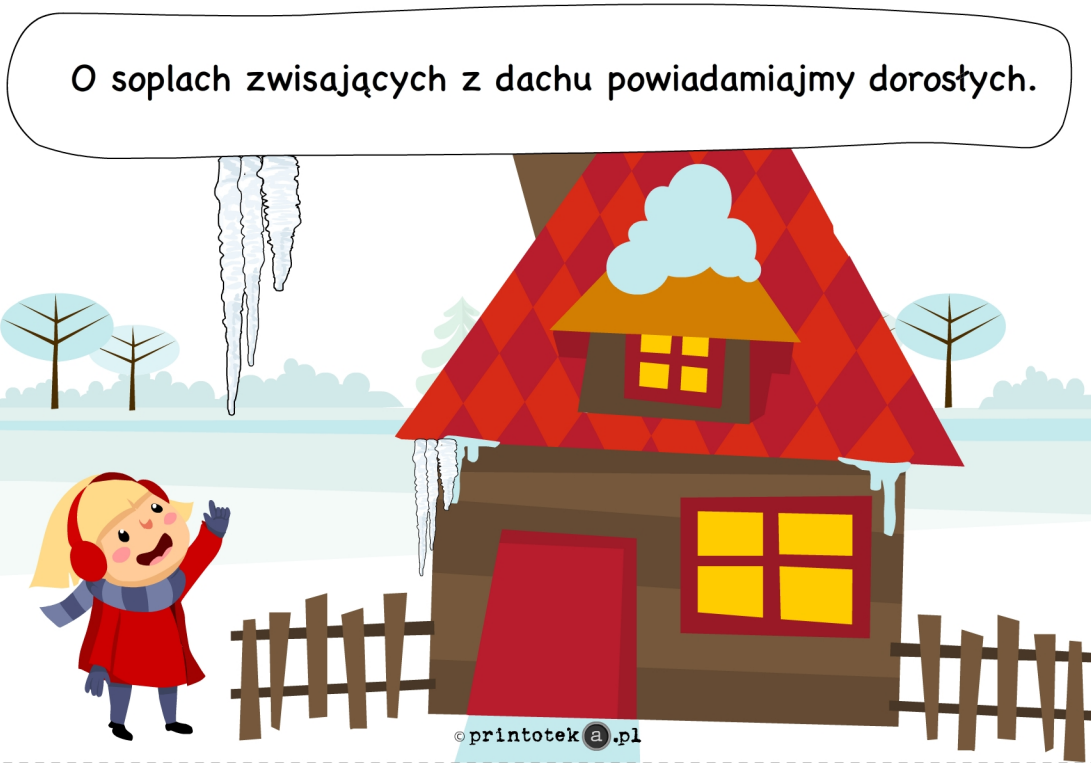 O soplach zwisających z dachu powiadamiajmy dorosłych.
© printoteka.pl